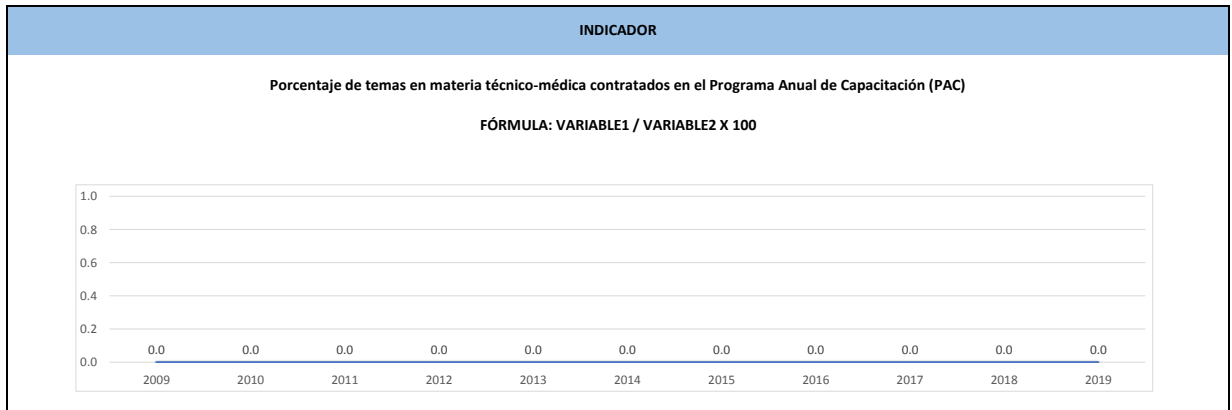 INDICADOR
Porcentaje de temas en materia técnico-médica contratados en el Programa Anual de Capacitación (PAC)
FÓRMULA: VARIABLE1 / VARIABLE2 X 100
1.0
0.8
0.6
0.4
0.2
0.0
0.0 0.0 0.0 0.0 0.0 0.0 0.0 0.0 0.0 0.0 0.0
2009 2010 2011 2012 2013 2014 2015 2016 2017 2018 2019